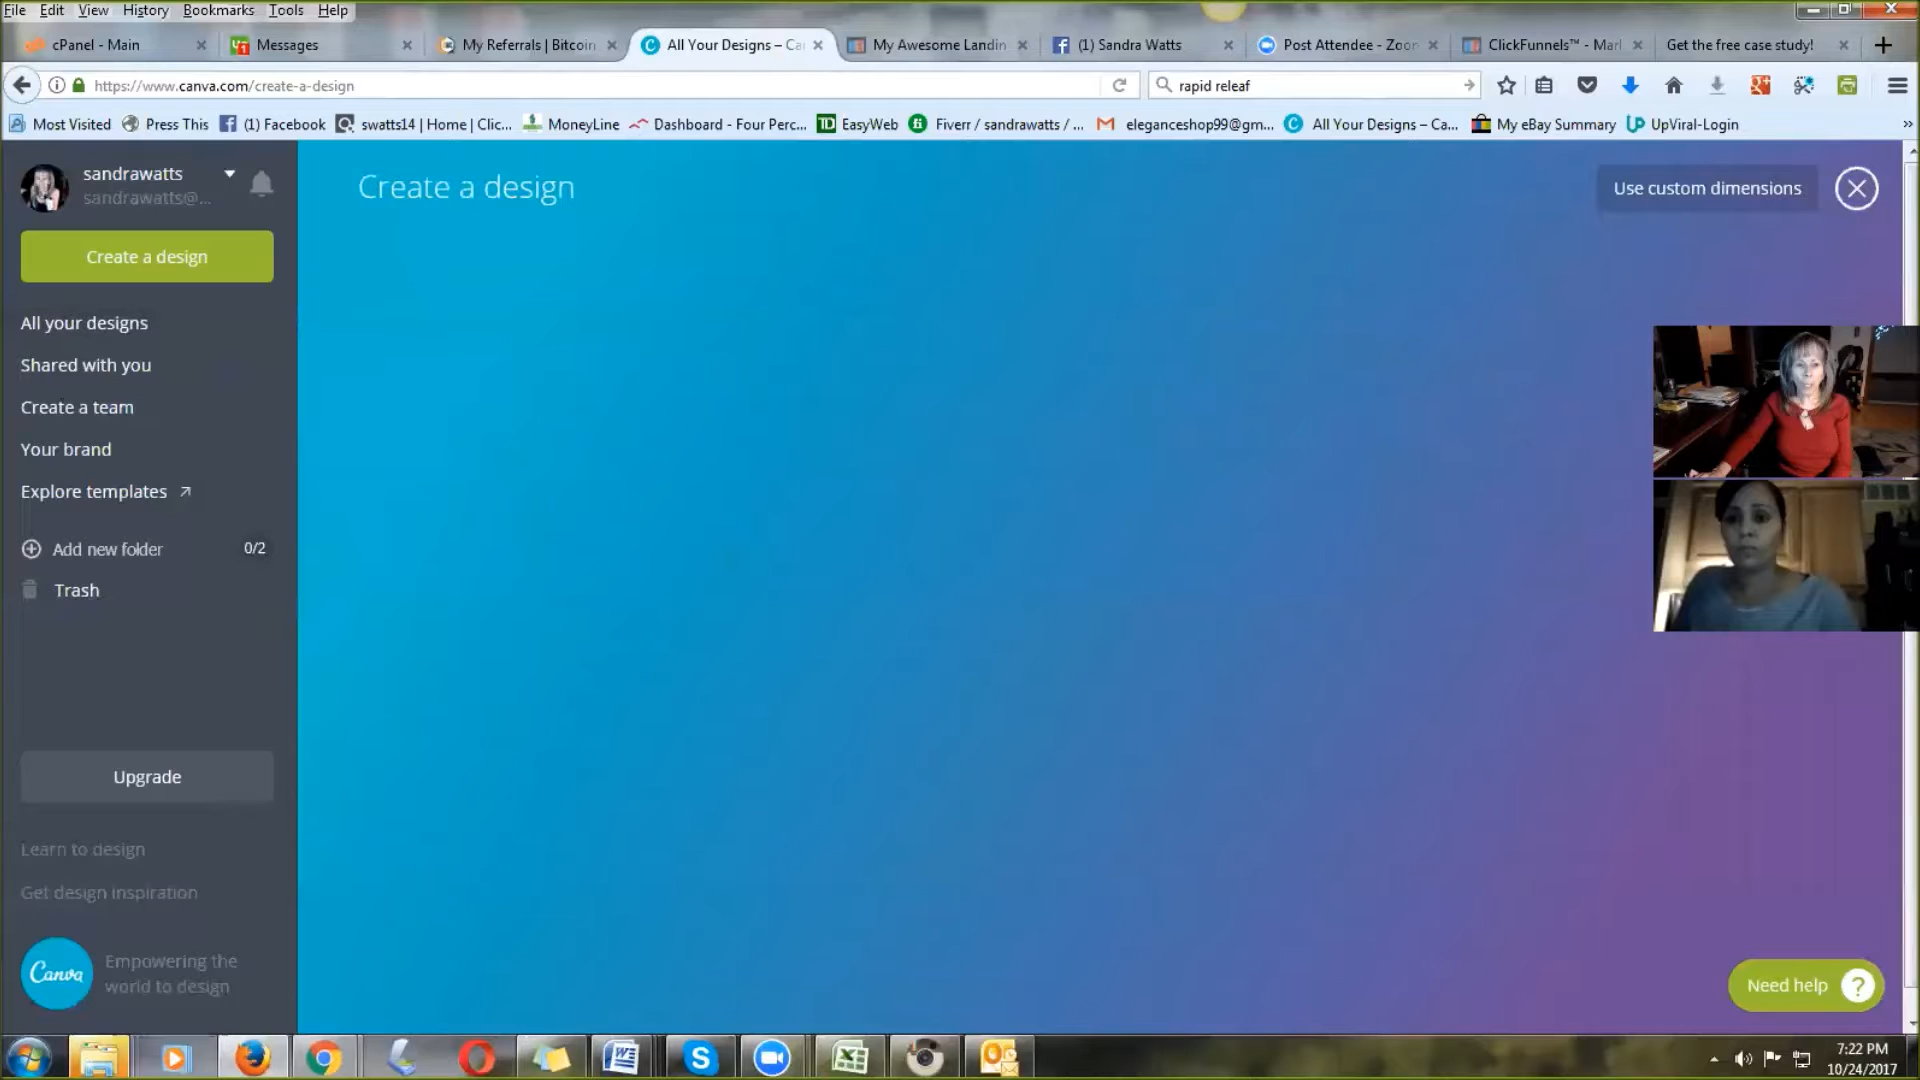 File Edit View History Bookmarks Tools Help
cPanel - Main
Messages
My Referrals | Bitcoin
All Your Designs – Ca
My Awesome Landin
(1) Sandra Watts
Post Attendee - Zoon
ClickFunnels™ - Marl
Get the free case study!
https://www.canva.com/create-a-design
rapid releaf
Most Visited
Press This
(1) Facebook
swatts14 | Home | Clic...
MoneyLine
Dashboard - Four Perc...
TD EasyWeb
Fiverr / sandrawatts / ...
eleganceshop99@gm...
All Your Designs – Ca...
My eBay Summary
UpViral-Login
sandrawatts
sandrawatts@...
Create a design
All your designs
Shared with you
Create a team
Your brand
Explore templates
Add new folder 0/2
Trash
Upgrade
Learn to design
Get design inspiration
Canva
Empowering the
world to design
Create a design
Use custom dimensions
Need help ?
7:22 PM
10/24/2017